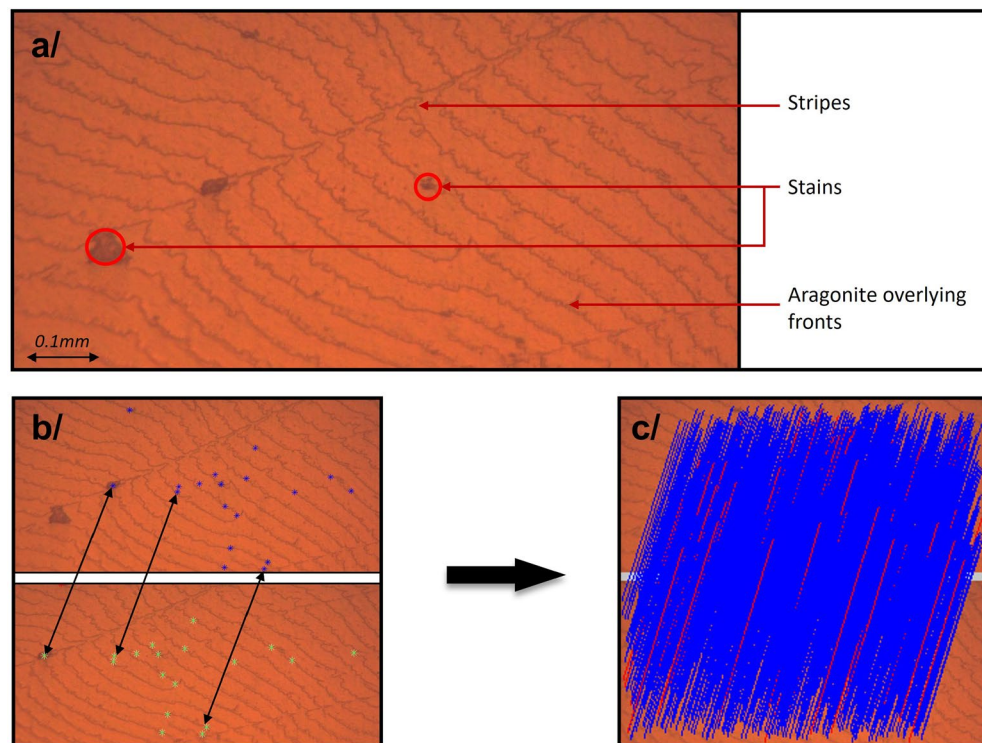 a/
Stripes
Stains
Aragonite overlying
fronts
0.1mm
b/
c/